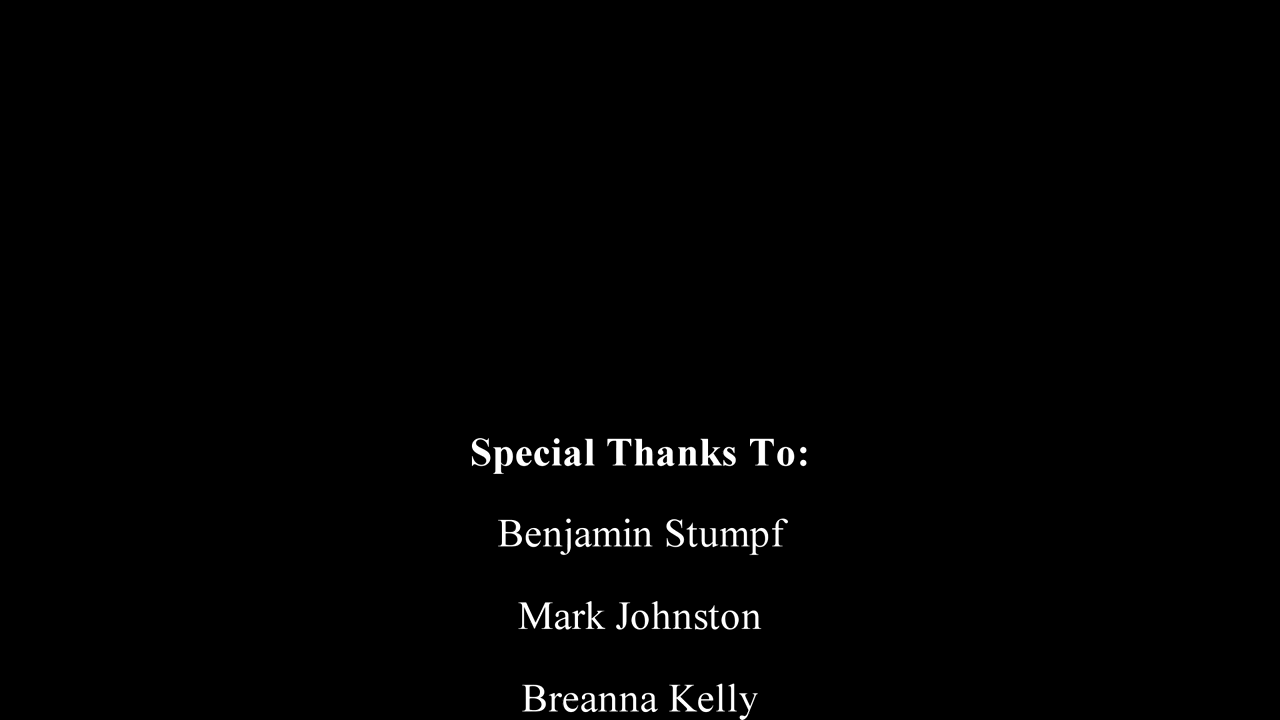 Special Thanks To:
Benjamin Stumpf
Mark Johnston
Breanna Kelly